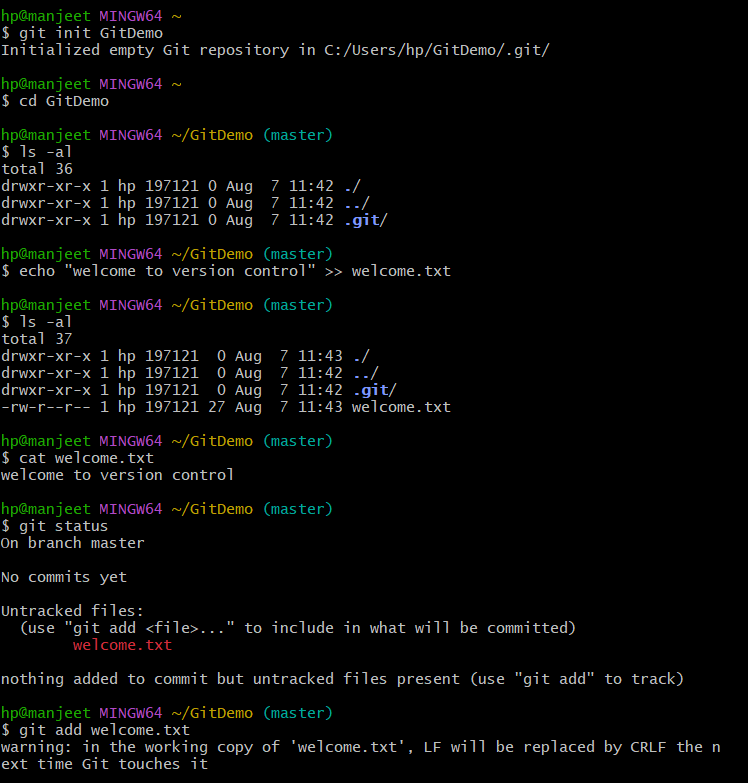 hp@manjeet MINGW64 ~
$ git init GitDemo
Initialized empty Git repository in C:/Users/hp/GitDemo/.git/
hp@manjeet MINGW64 ~
$ cd GitDemo
hp@manjeet MINGW64 ~/GitDemo (master)
$ ls -al
total 36
drwxr-xr-x 1 hp 197121 0 Aug  7 11:42 ./
drwxr-xr-x 1 hp 197121 0 Aug  7 11:42 ../
drwxr-xr-x 1 hp 197121 0 Aug  7 11:42 .git/
hp@manjeet MINGW64 ~/GitDemo (master)
$ echo "welcome to version control" >> welcome.txt
hp@manjeet MINGW64 ~/GitDemo (master)
$ ls -al
total 37
drwxr-xr-x 1 hp 197121  0 Aug  7 11:43 ./
drwxr-xr-x 1 hp 197121  0 Aug  7 11:42 ../
drwxr-xr-x 1 hp 197121  0 Aug  7 11:42 .git/
-rw-r--r-- 1 hp 197121 27 Aug  7 11:43 welcome.txt
hp@manjeet MINGW64 ~/GitDemo (master)
$ cat welcome.txt
welcome to version control
hp@manjeet MINGW64 ~/GitDemo (master)
$ git status
On branch master
No commits yet
Untracked files:
  (use "git add <file>..." to include in what will be committed)
        welcome.txt
nothing added to commit but untracked files present (use "git add" to track)
hp@manjeet MINGW64 ~/GitDemo (master)
$ git add welcome.txt
warning: in the working copy of 'welcome.txt', LF will be replaced by CRLF the n
ext time Git touches it